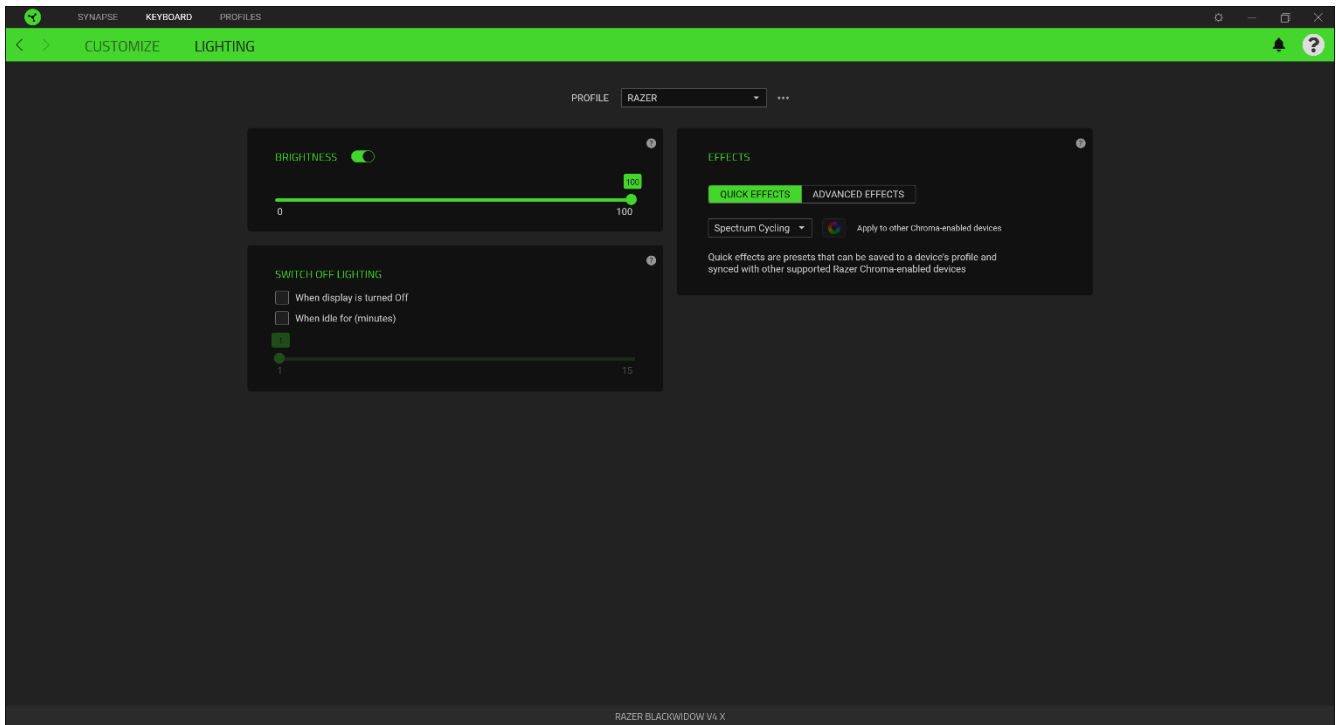 SYNAPSE KEYBOARD PROFILES
CUSTOMIZE LIGHTING
PROFILE RAZER
BRIGHTNESS
100
0 100
SWITCH OFF LIGHTING
When display is turned Off
When idle for (minutes)
1
1 15
EFFECTS
QUICK EFFECTS ADVANCED EFFECTS
Spectrum Cycling Apply to other Chroma-enabled devices
Quick effects are presets that can be saved to a device's profile and
synced with other supported Razer Chroma-enabled devices
RAZER BLACKWIDOW V4 X